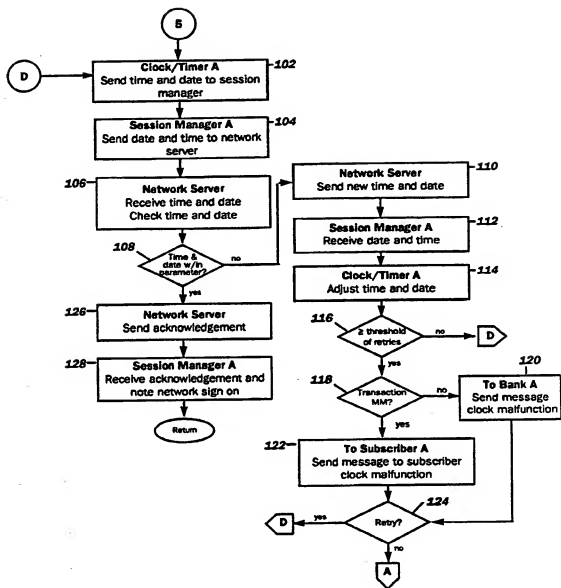 5
D
Clock/Timer A
Send time and date to session
manager
102
Session Manager A
Send date and time to network
server
104
106
Network Server
Receive time and date
Check time and date
108
Time &
date w/in
parameter?
no
yes
126
Network Server
Send acknowledgement
128
Session Manager A
Receive acknowledgement and
note network sign on
Return
Network Server
Send new time and date
110
Session Manager A
Receive date and time
112
Clock/Timer A
Adjust time and date
114
116
≥ threshold
of retries
no
D
yes
118
Transaction
MM?
no
yes
120
To Bank A
Send message
clock malfunction
122
To Subscriber A
Send message to subscriber
clock malfunction
124
Retry?
yes
D
no
A